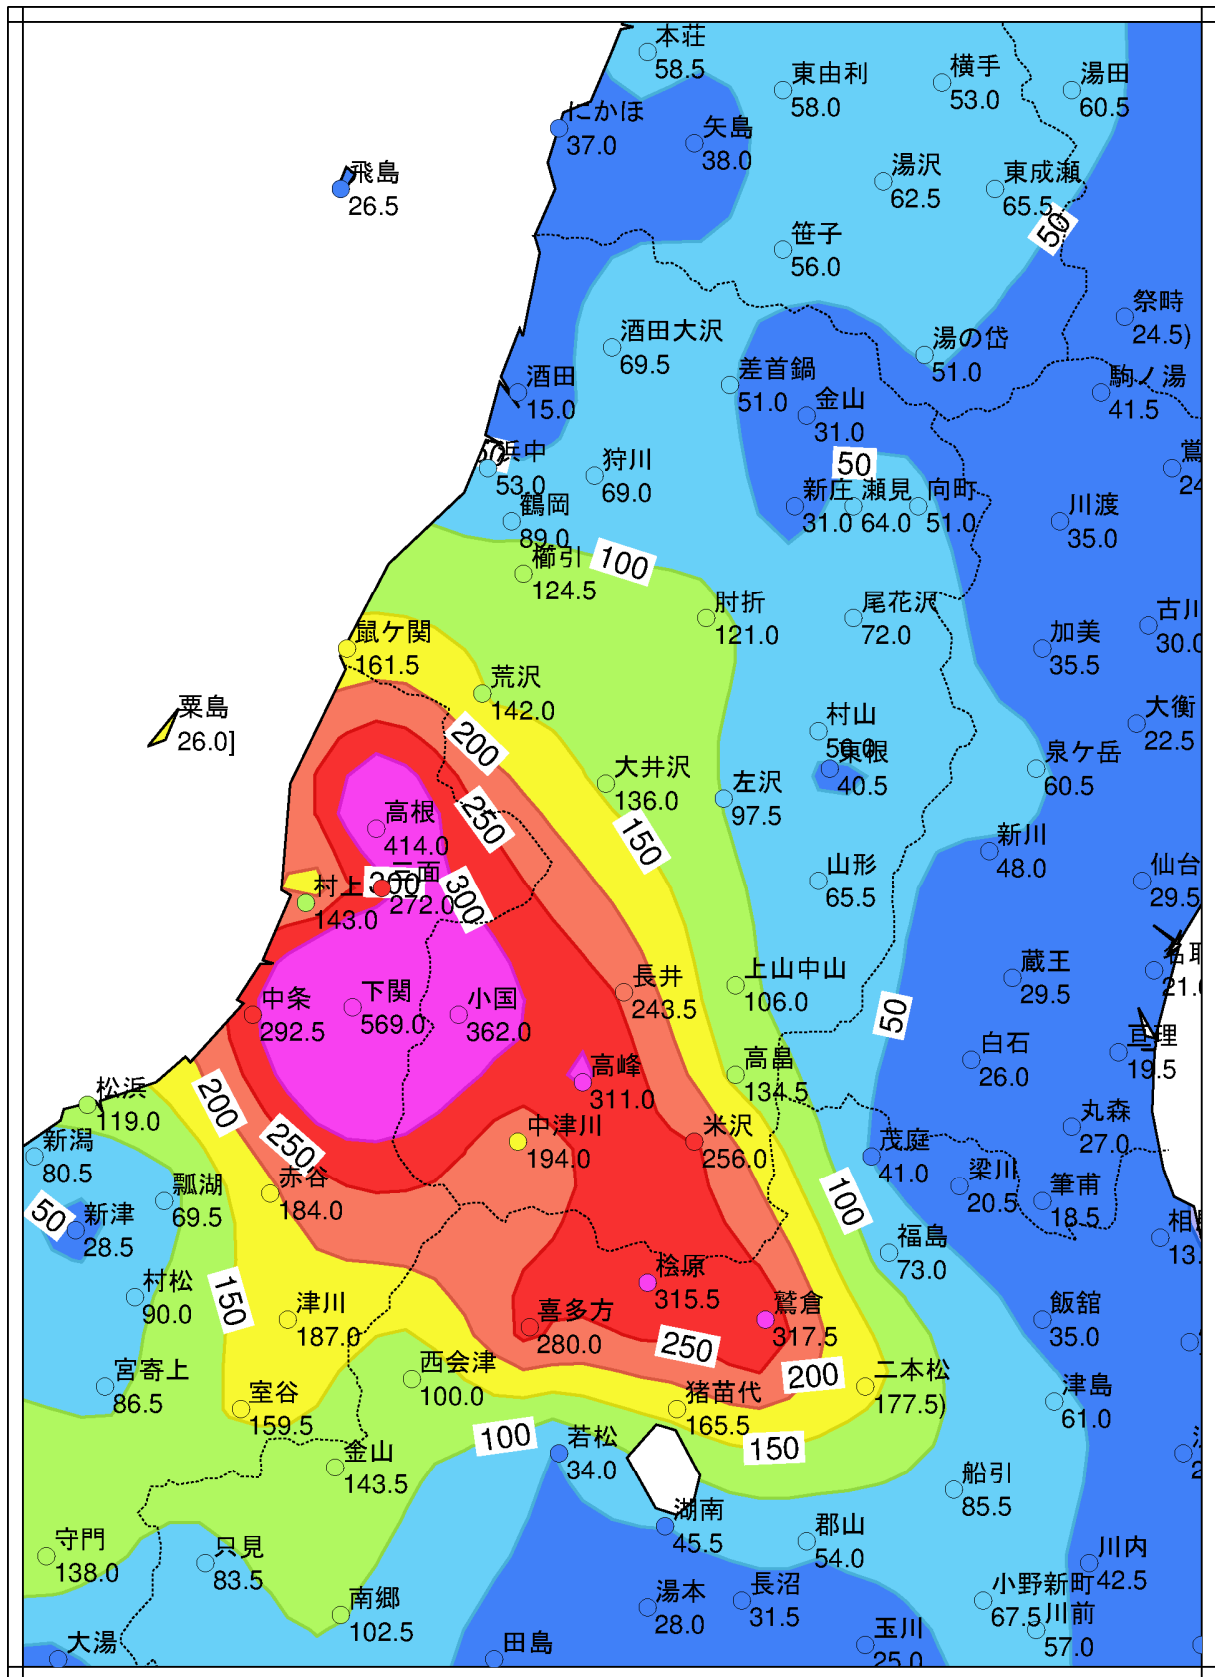 本荘
58.5
東由利
58.0
横手
53.0
湯田
60.5
にかほ
37.0
矢島
38.0
飛島
26.5
湯沢
62.5
東成瀬
65.5
50
笹子
56.0
祭時
24.5)
酒田大沢
69.5
湯の岱
51.0
差首鍋
51.0
酒田
15.0
金山
31.0
駒ノ湯
41.5
浜中
53.0
狩川
69.0
50
24
鶴岡
89.0
新庄
31.0
瀬見
64.0
向町
51.0
川渡
35.0
櫛引
124.5
100
肘折
121.0
尾花沢
72.0
古川
30.0
鼠ケ関
161.5
加美
35.5
荒沢
142.0
粟島
26.0]
200
村山
大衡
22.5
東根
40.5
泉ケ岳
60.5
大井沢
136.0
左沢
97.5
250
150
高根
414.0
新川
48.0
三面
272.0
300
300
村上
143.0
山形
65.5
仙台
29.5
長井
243.5
上山中山
106.0
蔵王
29.5
名取
21.0
中条
292.5
下関
569.0
小国
362.0
50
亘理
19.5
白石
26.0
高峰
311.0
高畠
134.5
松浜
119.0
200
丸森
27.0
新潟
80.5
250
中津川
194.0
米沢
256.0
茂庭
41.0
赤谷
184.0
瓢湖
69.5
梁川
20.5
筆甫
18.5
50
新津
28.5
100
相
13.
福島
73.0
村松
90.0
150
津川
187.0
桧原
315.5
喜多方
280.0
鷲倉
317.5
飯舘
35.0
250
200
宮寄上
86.5
西会津
100.0
二本松
177.5)
津島
61.0
室谷
159.5
猪苗代
165.5
100
150
若松
34.0
金山
143.5
船引
85.5
湖南
45.5
郡山
54.0
守門
138.0
只見
83.5
川内
42.5
南郷
102.5
湯本
28.0
長沼
31.5
小野新町
67.5
川前
57.0
大湯
田島
玉川
25.0